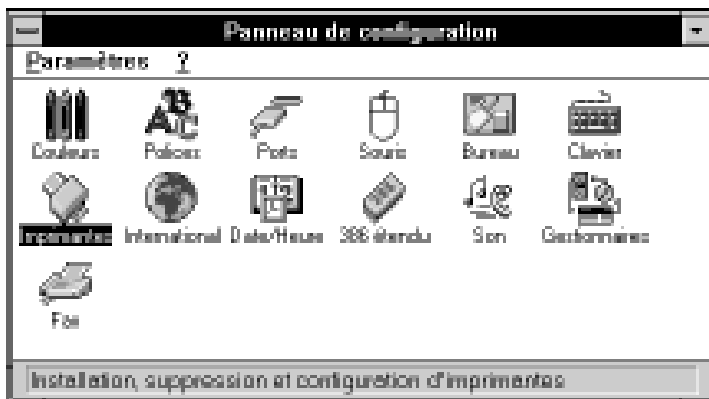 Panneau de configuration
Paramètres ?
Couleurs Polices Ports Souris Bureau Clavier
Imprimantes International Date/Heure 386 étendu Son Gestionnaires
Fax
Installation, suppression et configuration d'imprimantes